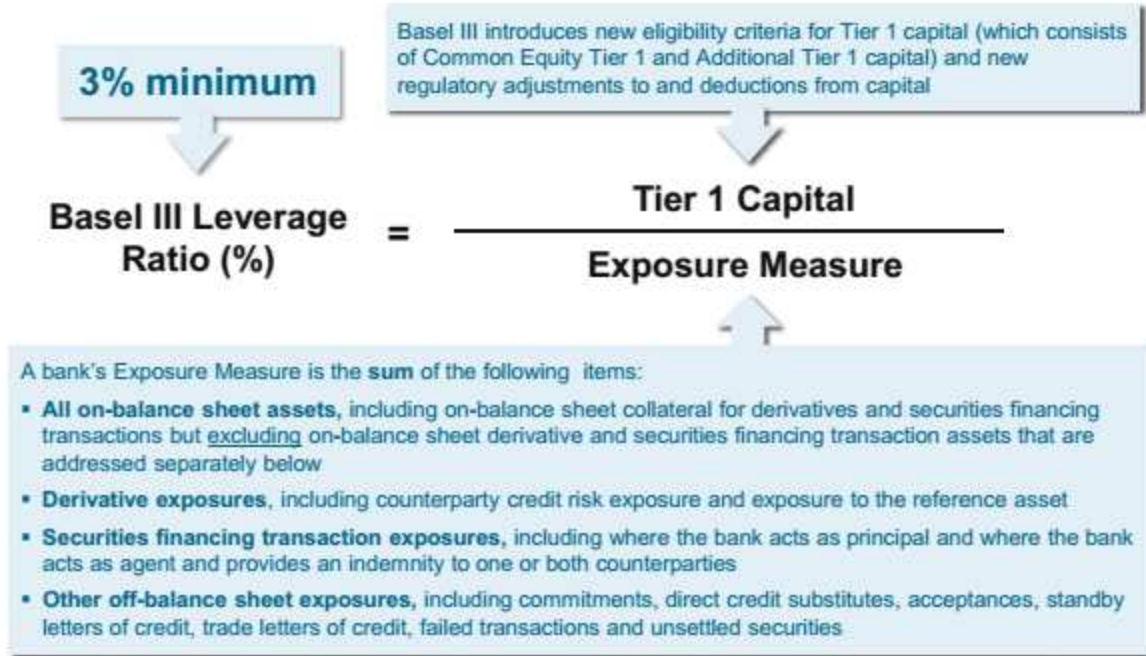 Basel III introduces new eligibility criteria for Tier 1 capital (which consists
of Common Equity Tier 1 and Additional Tier 1 capital) and new
regulatory adjustments to and deductions from capital
3% minimum
Basel III Leverage
Ratio (%)
=
Tier 1 Capital
Exposure Measure
A bank's Exposure Measure is the sum of the following items:
▪ All on-balance sheet assets, including on-balance sheet collateral for derivatives and securities financing
transactions but excluding on-balance sheet derivative and securities financing transaction assets that are
addressed separately below
▪ Derivative exposures, including counterparty credit risk exposure and exposure to the reference asset
▪ Securities financing transaction exposures, including where the bank acts as principal and where the bank
acts as agent and provides an indemnity to one or both counterparties
▪ Other off-balance sheet exposures, including commitments, direct credit substitutes, acceptances, standby
letters of credit, trade letters of credit, failed transactions and unsettled securities